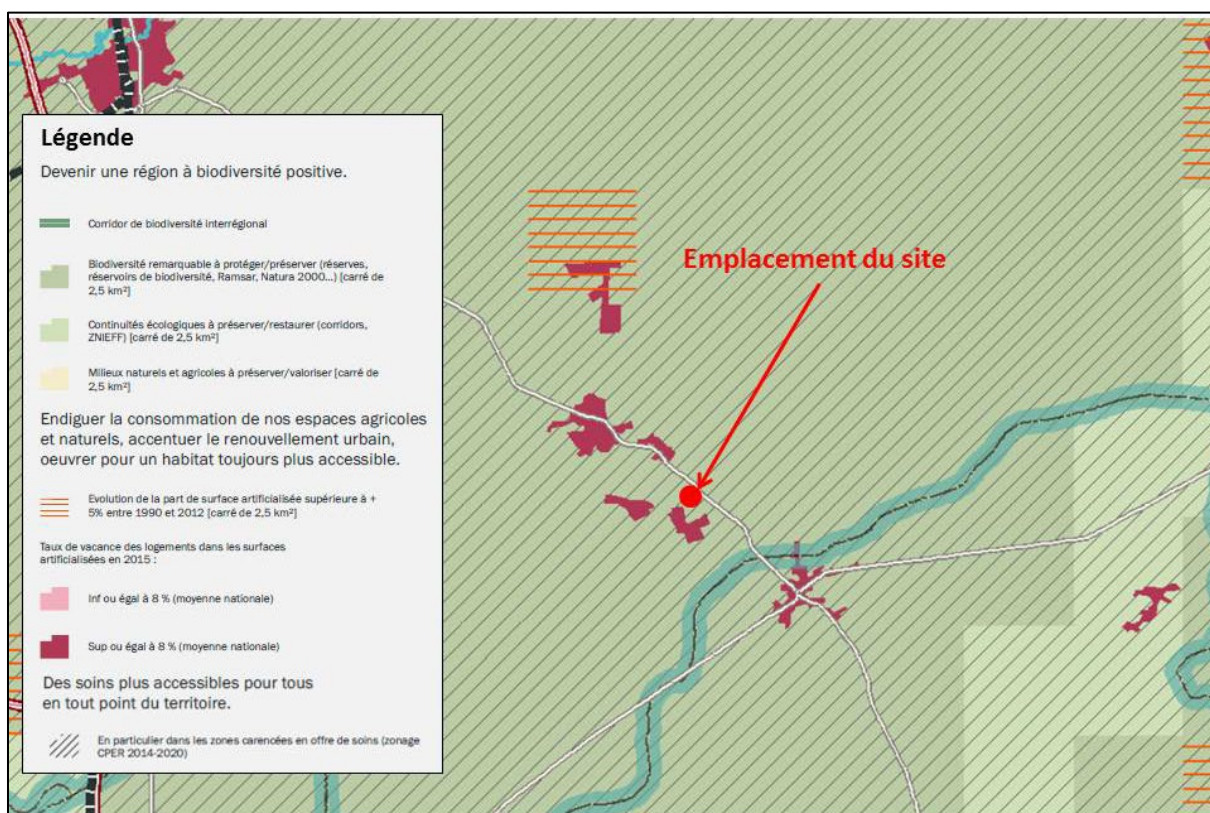 Légende
Devenir une région à biodiversité positive.
Corridor de biodiversité interrégional
Biodiversité remarquable à protéger/préserver (réserves,
réservoirs de biodiversité, Ramsar, Natura 2000...) [carré de
2,5 km²]
Continuités écologiques à préserver/restaurer (corridors,
ZNIEFF) [carré de 2,5 km²]
Milieux naturels et agricoles à préserver/valoriser [carré de
2,5 km²]
Endiguer la consommation de nos espaces agricoles
et naturels, accentuer le renouvellement urbain,
oeuvrer pour un habitat toujours plus accessible.
Evolution de la part de surface artificialisée supérieure à +
5% entre 1990 et 2012 [carré de 2,5 km²]
Taux de vacance des logements dans les surfaces
artificialisées en 2015 :
Inf ou égal à 8 % (moyenne nationale)
Sup ou égal à 8 % (moyenne nationale)
Des soins plus accessibles pour tous
en tout point du territoire.
En particulier dans les zones carencées en offre de soins (zonage
CPER 2014-2020)
Emplacement du site